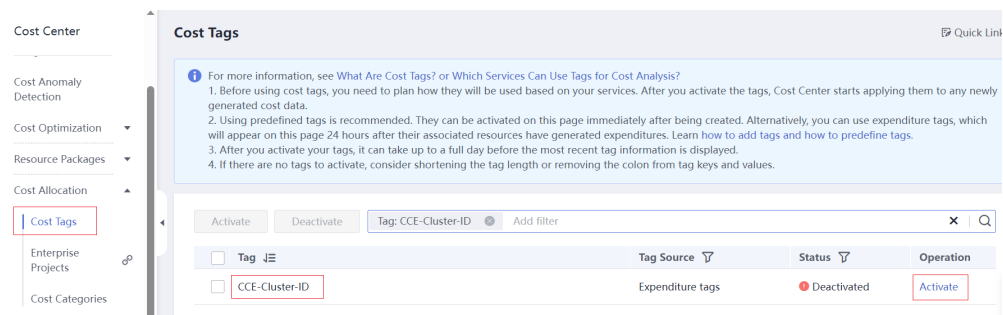 Cost Center
Cost Anomaly
Detection
Cost Optimization
Resource Packages
Cost Allocation
Cost Tags
Enterprise
Projects
Cost Categories
Cost Tags
Quick Link
For more information, see What Are Cost Tags? or Which Services Can Use Tags for Cost Analysis?
1. Before using cost tags, you need to plan how they will be used based on your services. After you activate the tags, Cost Center starts applying them to any newly
generated cost data.
2. Using predefined tags is recommended. They can be activated on this page immediately after being created. Alternatively, you can use expenditure tags, which
will appear on this page 24 hours after their associated resources have generated expenditures. Learn how to add tags and how to predefine tags.
3. After you activate your tags, it can take up to a full day before the most recent tag information is displayed.
4. If there are no tags to activate, consider shortening the tag length or removing the colon from tag keys and values.
Activate Deactivate Tag: CCE-Cluster-ID Add filter
Tag Tag Source Status Operation
CCE-Cluster-ID Expenditure tags Deactivated Activate